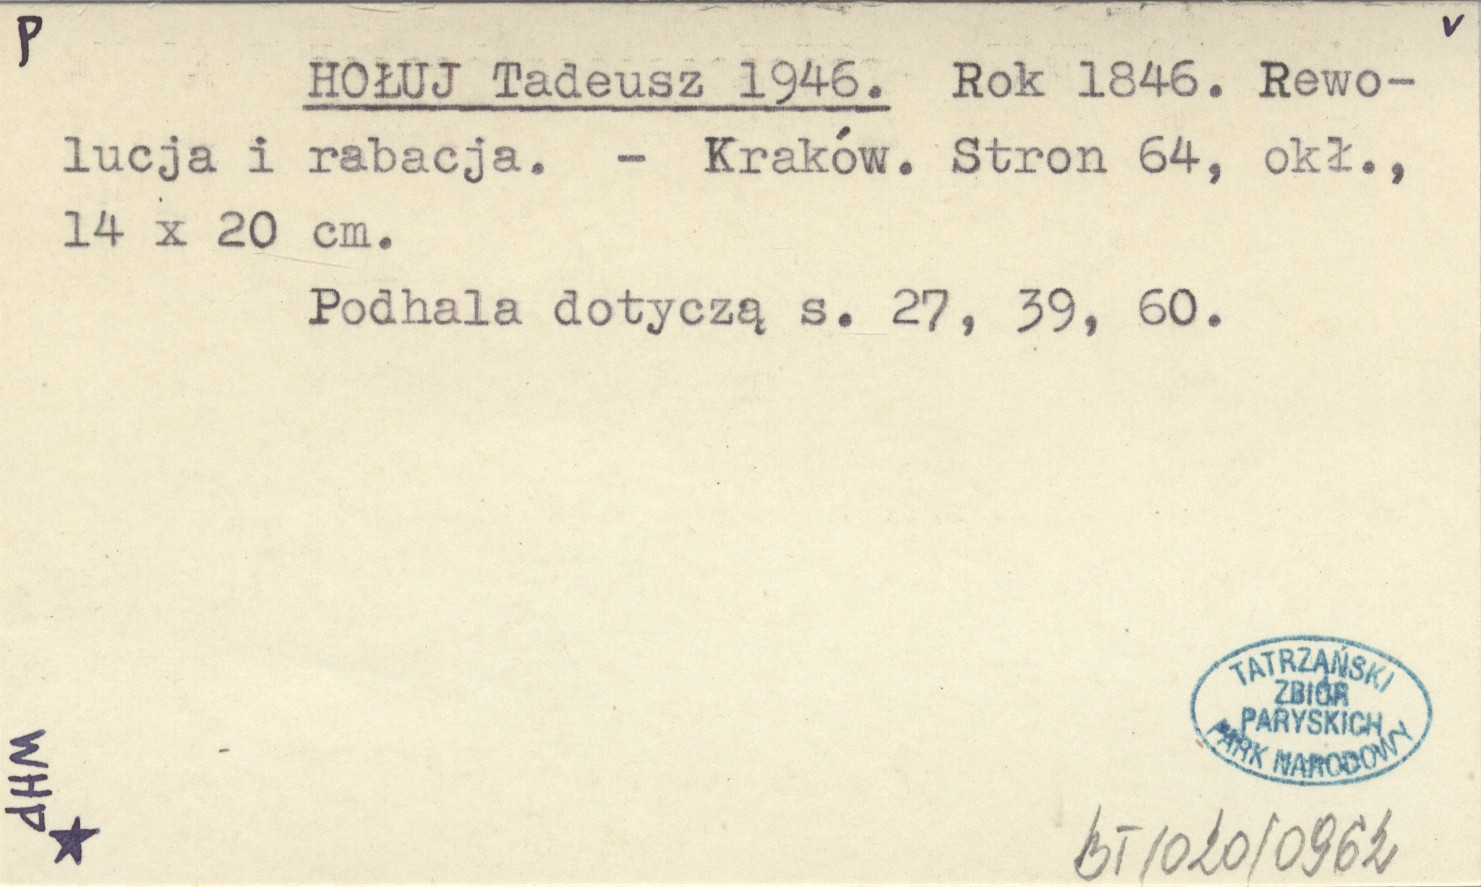 p
v
HOŁUJ Tadeusz 1946. Rok 1846. Rewo-
lucja i rabacja. - Kraków. Stron 64, okł.,
14 x 20 cm.
Podhala dotyczą s. 27, 39, 60.
TATRZAŃSKI
ZBIÓR
PARYSKICH
PARK NARODOWY
WHP
BT/020/0962